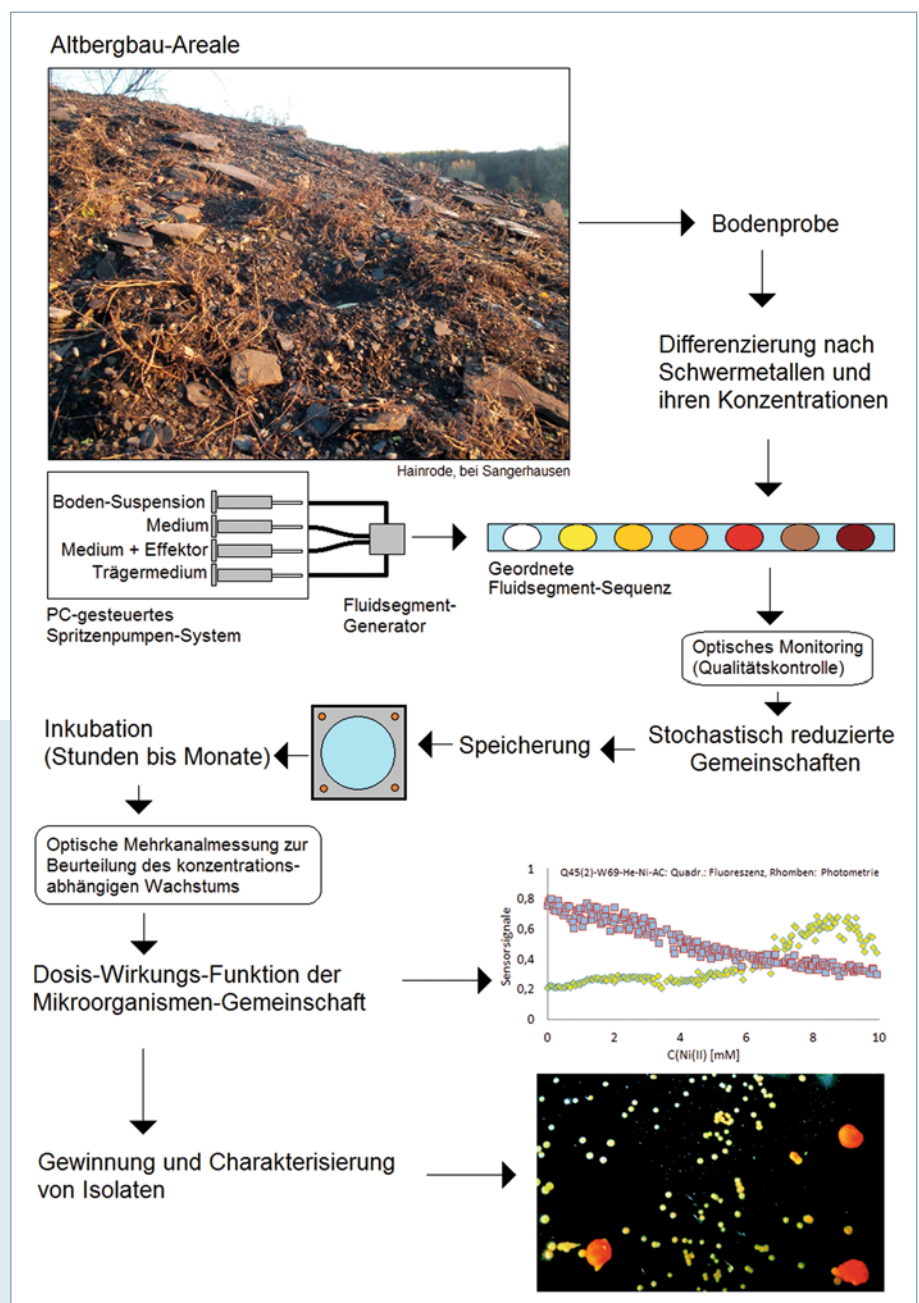 Altbergbau-Areale
Bodenprobe
Differenzierung nach
Schwermetallen und
ihren Konzentrationen
Hainrode, bei Sangerhausen
Boden-Suspension
Medium
Medium + Effektor
Trägermedium
PC-gesteuertes
Spritzenpumpen-System
Fluidsegment-
Generator
Geordnete
Fluidsegment-Sequenz
Optisches Monitoring
(Qualitätskontrolle)
Stochastisch reduzierte
Gemeinschaften
Speicherung
Inkubation
(Stunden bis Monate)
Optische Mehrkanalmessung zur
Beurteilung des konzentrations-
abhängigen Wachstums
Dosis-Wirkungs-Funktion der
Mikroorganismen-Gemeinschaft
Q45(2)-W69-He-Ni-AC: Quadr.: Fluoreszenz, Rhomben: Photometrie
Sensorsignale
1
0,8
0,6
0,4
0,2
0
0 2 4 6 8 10
C(Ni(II) [mM]
Gewinnung und Charakterisierung
von Isolaten